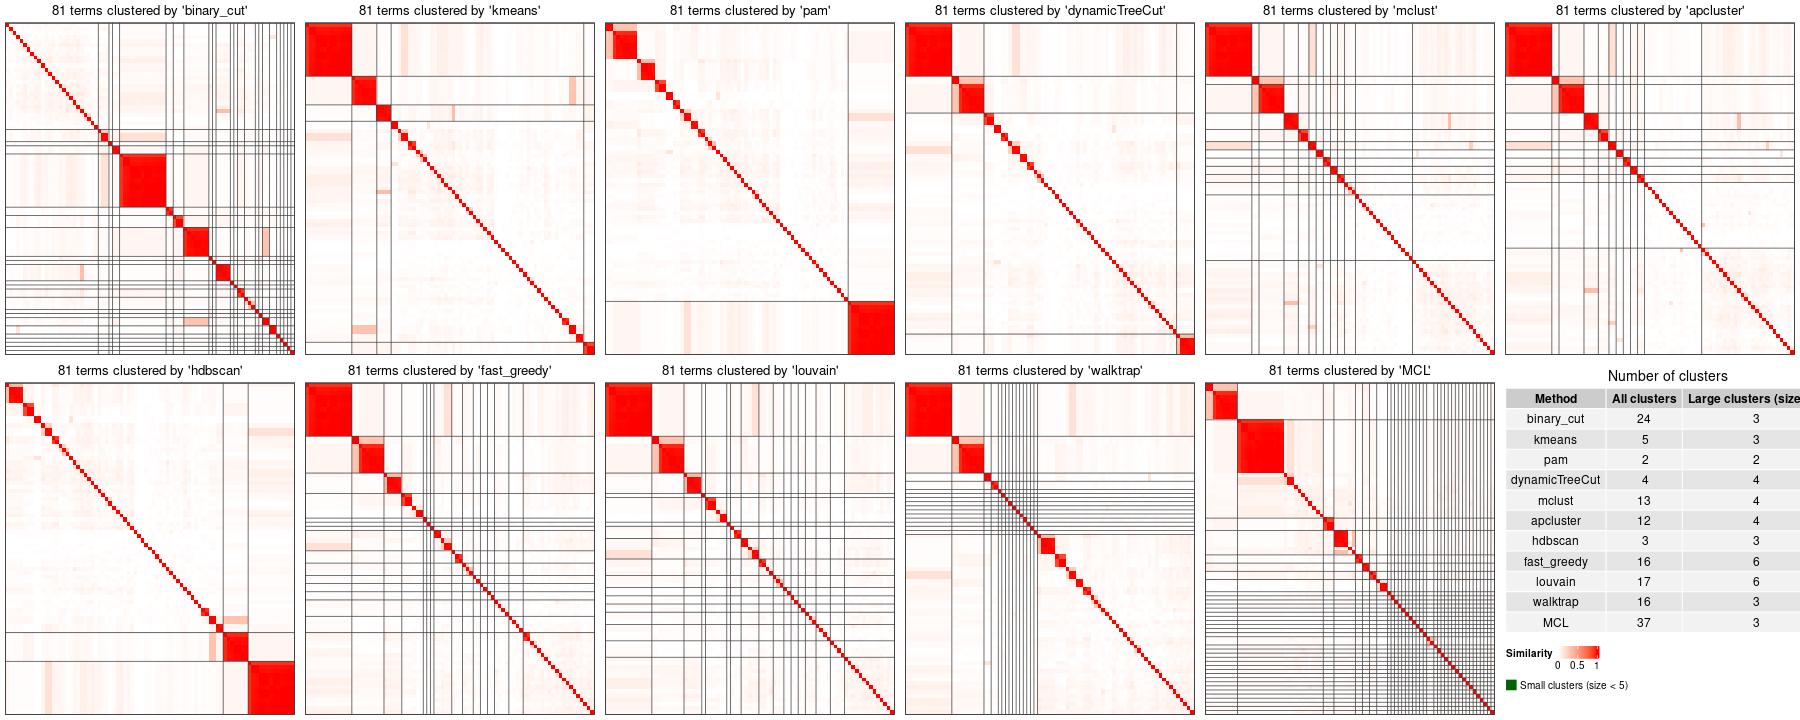 81 terms clustered by 'binary_cut'
81 terms clustered by 'kmeans'
81 terms clustered by 'pam'
81 terms clustered by 'dynamicTreeCut'
81 terms clustered by 'mclust'
81 terms clustered by 'apcluster'
81 terms clustered by 'hdbscan'
81 terms clustered by 'fast_greedy'
81 terms clustered by 'louvain'
81 terms clustered by 'walktrap'
81 terms clustered by 'MCL'
Number of clusters
Method All clusters Large clusters (size
binary_cut 24 3
kmeans 5 3
pam 2 2
dynamicTreeCut 4 4
mclust 13 4
apcluster 12 4
hdbscan 3 3
fast_greedy 16 6
louvain 17 6
walktrap 16 3
MCL 37 3
Similarity
0 0.5 1
Small clusters (size < 5)